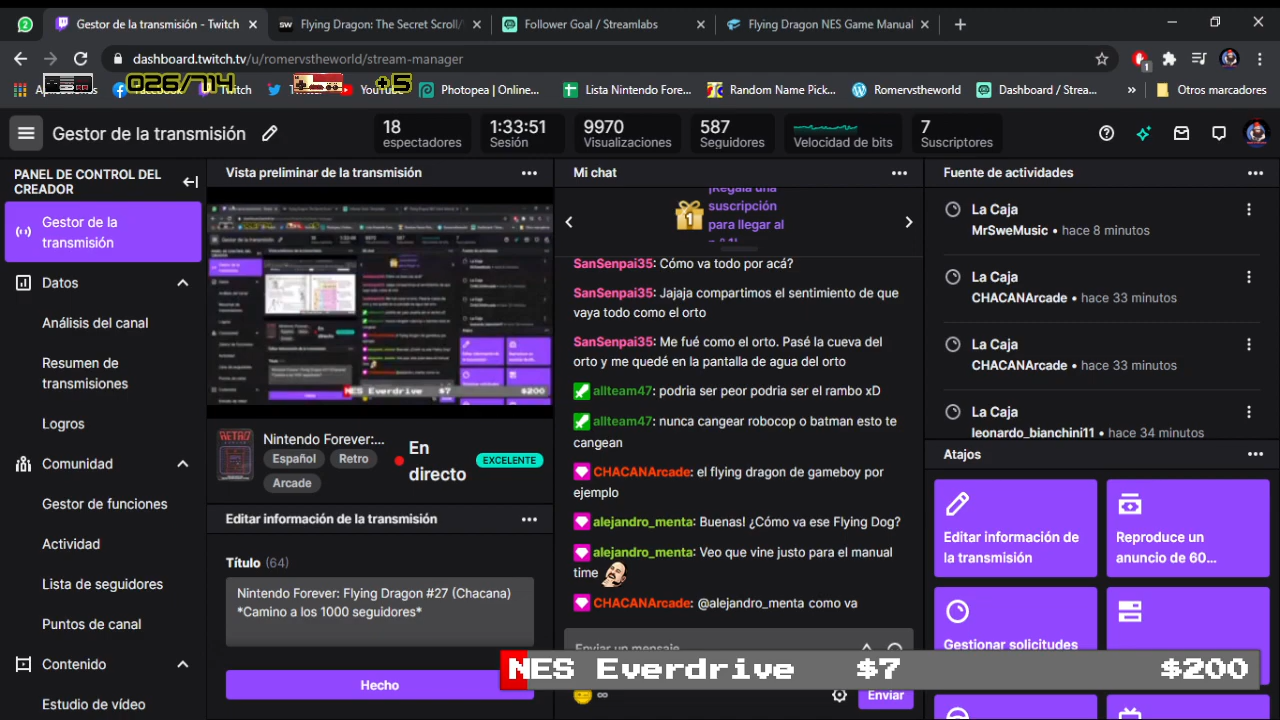 Gestor de la transmisión - Twitch
Flying Dragon: The Secret Scroll/
Follower Goal / Streamlabs
Flying Dragon NES Game Manual
dashboard.twitch.tv/u/romervstheworld/stream-manager
1
026/714
+5
Photopea | Online...
Lista Nintendo Fore...
Random Name Pick...
Romervstheworld
Dashboard / Strea...
»
Otros marcadores
Gestor de la transmisión
18
espectadores
1:33:51
Sesión
9970
Visualizaciones
587
Seguidores
Velocidad de bits
7
Suscriptores
PANEL DE CONTROL DEL
CREADOR
Gestor de la
transmisión
Datos
Análisis del canal
Resumen de
transmisiones
Logros
Comunidad
Gestor de funciones
Actividad
Lista de seguidores
Puntos de canal
Contenido
Estudio de vídeo
Vista preliminar de la transmisión
NES Everdrive $7 $200
RETRO
Nintendo Forever:...
Español
Retro
Arcade
En
directo
EXCELENTE
Editar información de la transmisión
Título (64)
Nintendo Forever: Flying Dragon #27 (Chacana)
*Camino a los 1000 seguidores*
Hecho
Mi chat
1
¡Regala una
suscripción
para llegar al
SanSenpai35: Cómo va todo por acá?
SanSenpai35: Jajaja compartimos el sentimiento de que
vaya todo como el orto
SanSenpai35: Me fué como el orto. Pasé la cueva del
orto y me quedé en la pantalla de agua del orto
allteam47: podria ser peor podria ser el rambo xD
allteam47: nunca cangear robocop o batman esto te
cangean
CHACANArcade: el flying dragon de gameboy por
ejemplo
alejandro_menta: Buenas! ¿Cómo va ese Flying Dog?
alejandro_menta: Veo que vine justo para el manual
time
CHACANArcade: @alejandro_menta como va
Enviar un mensaje
NES Everdrive $7 $200
∞
Enviar
Fuente de actividades
La Caja
MrSweMusic • hace 8 minutos
La Caja
CHACANArcade • hace 33 minutos
La Caja
CHACANArcade • hace 33 minutos
La Caja
leonardo_bianchini11 • hace 34 minutos
Atajos
Editar información de
la transmisión
Reproduce un
anuncio de 60...
Gestionar solicitudes